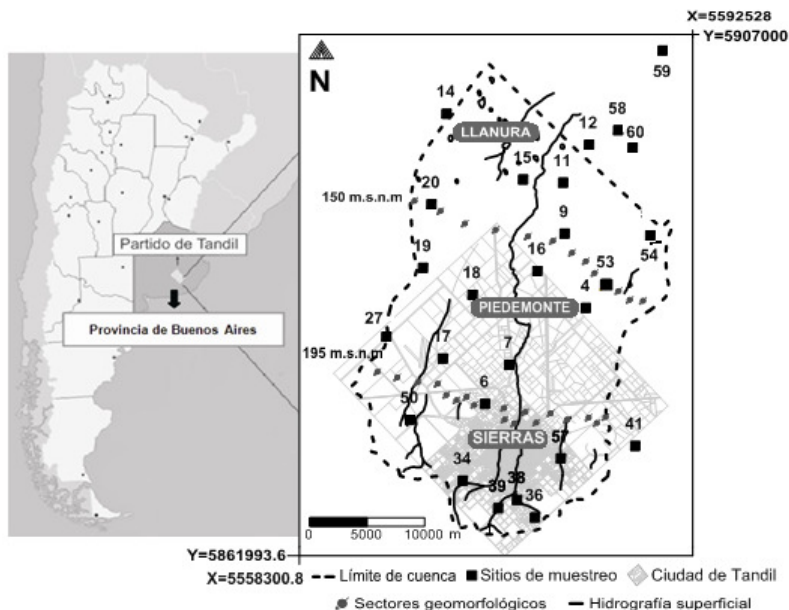 X=5592528
Y=5907000
N
59
14
58
LLANURA
12
60
15
11
20
150 m.s.n.m
9
54
Partido de Tandil
19
16
53
18
4
PIEDEMONTE
Provincia de Buenos Aires
27
17
7
195 m.s.n.m
6
50
SIERRAS
57
41
34
39
38
36
0 5000 10000 m
Y=5861993.6
X=5558300.8
Límite de cuenca
Sitios de muestreo
Ciudad de Tandil
Sectores geomorfológicos
Hidrografía superficial